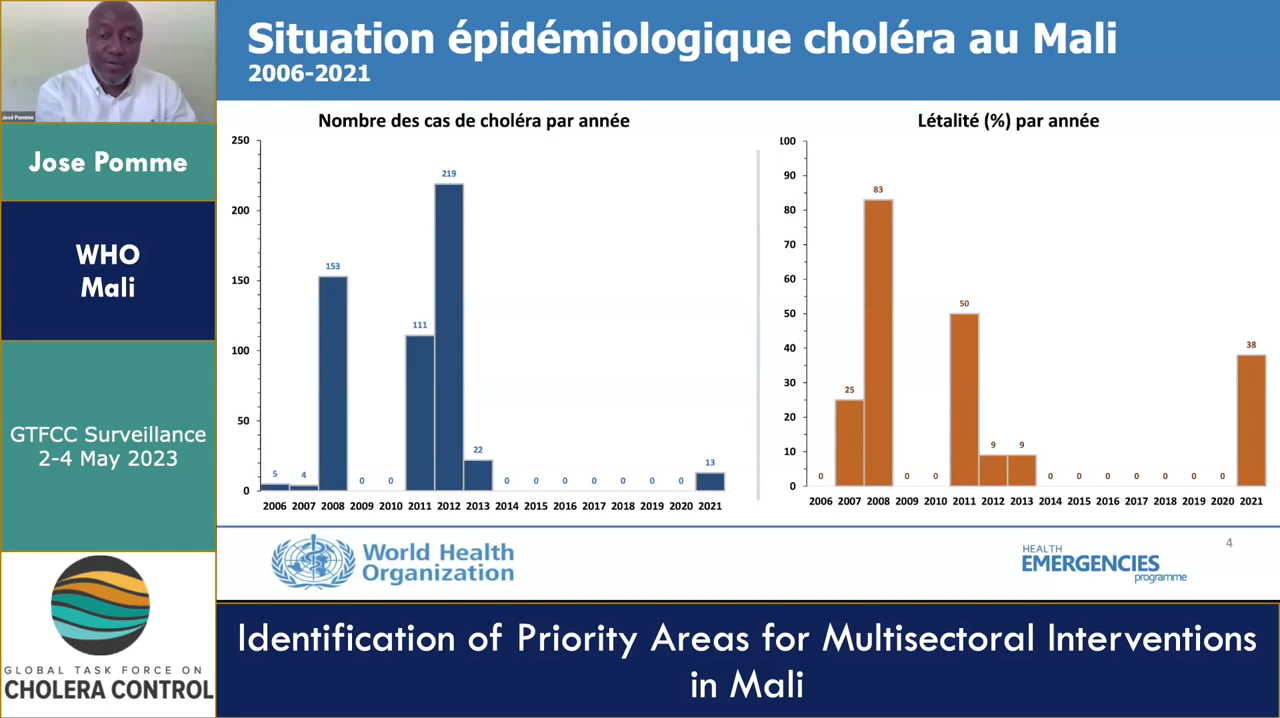 José Pomme
Jose Pomme
WHO
Mali
GTFCC Surveillance
2-4 May 2023
GLOBAL TASK FORCE ON
CHOLERA CONTROL
Situation épidémiologique choléra au Mali
2006-2021
Nombre des cas de choléra par année
250
200
150
100
50
0
5 4 153 0 0 111 219 22 0 0 0 0 0 0 0 13
2006 2007 2008 2009 2010 2011 2012 2013 2014 2015 2016 2017 2018 2019 2020 2021
Létalité (%) par année
100
90
80
70
60
50
40
30
20
10
0
0 25 83 0 0 50 9 9 0 0 0 0 0 0 0 38
2006 2007 2008 2009 2010 2011 2012 2013 2014 2015 2016 2017 2018 2019 2020 2021
World Health
Organization
4
HEALTH
EMERGENCIES
programme
Identification of Priority Areas for Multisectoral Interventions
in Mali